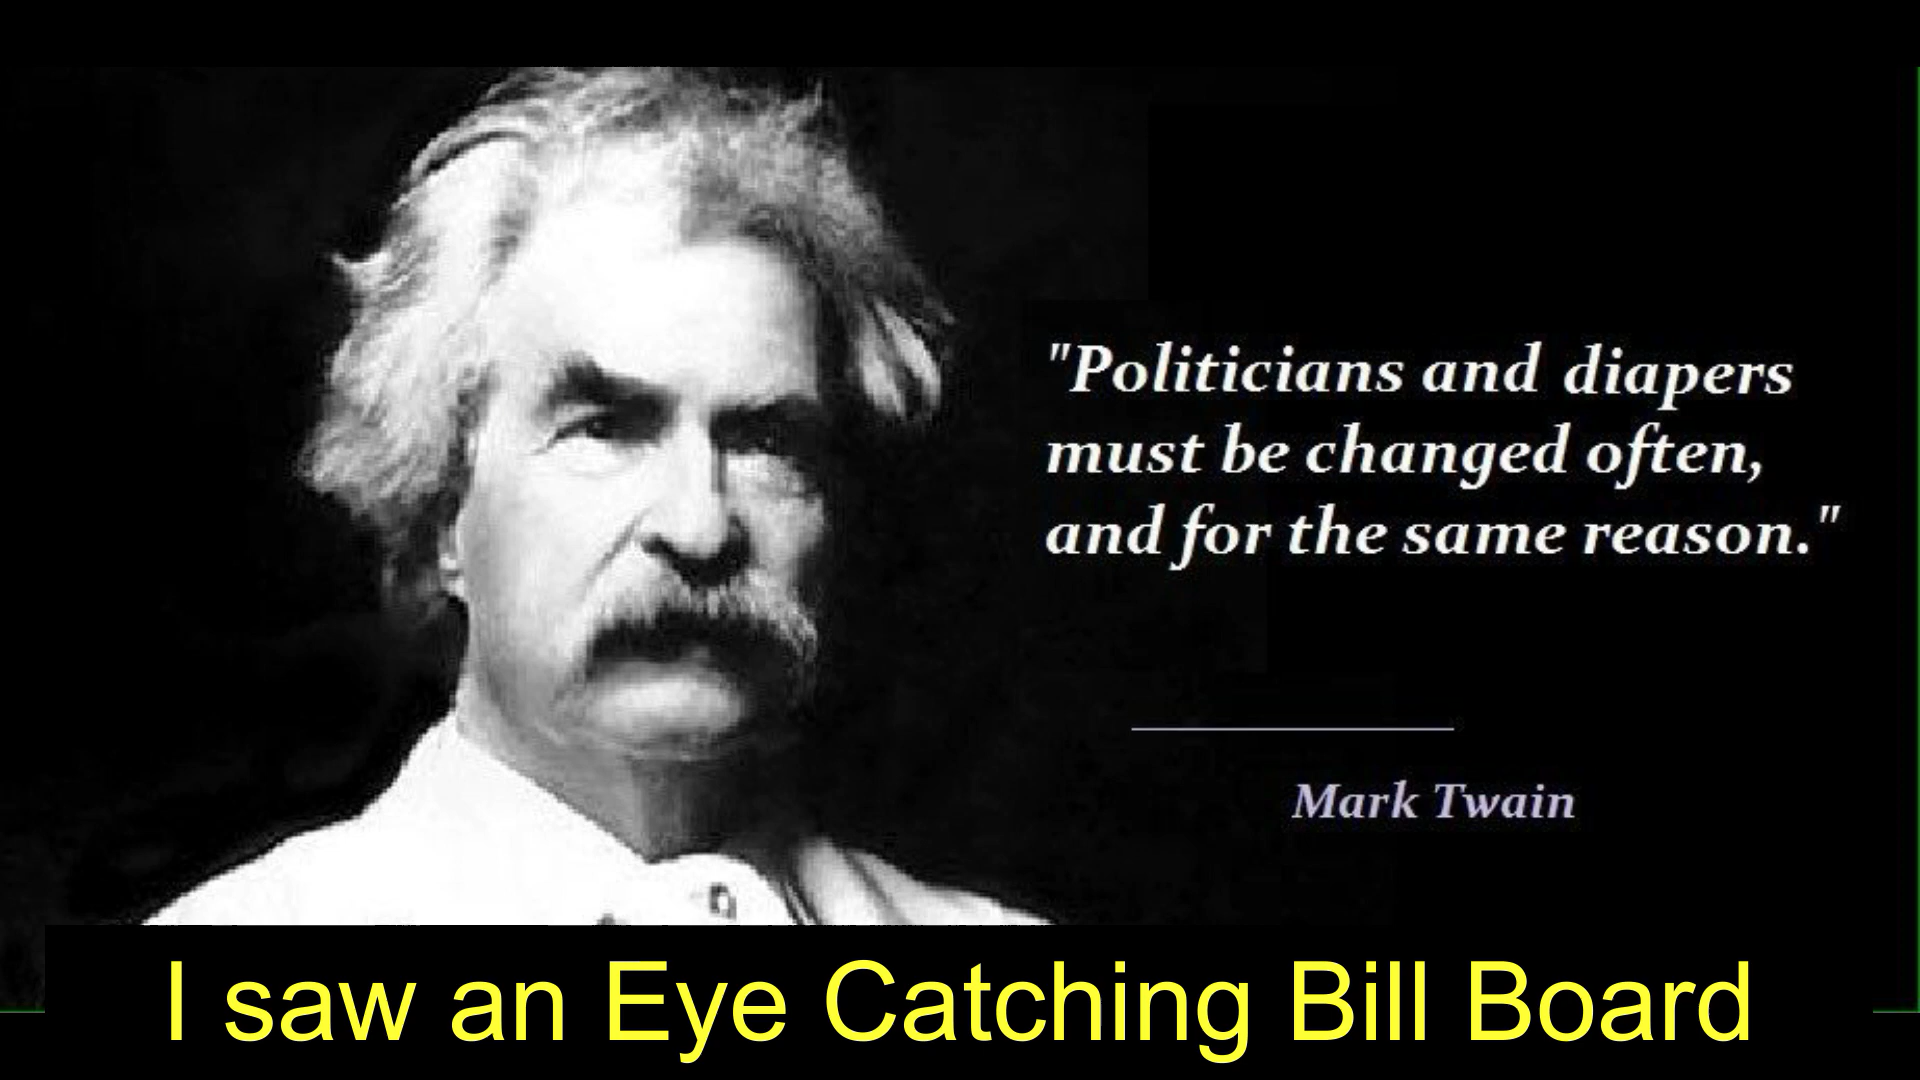 "Politicians and diapers
must be changed often,
and for the same reason."
Mark Twain
I saw an Eye Catching Bill Board